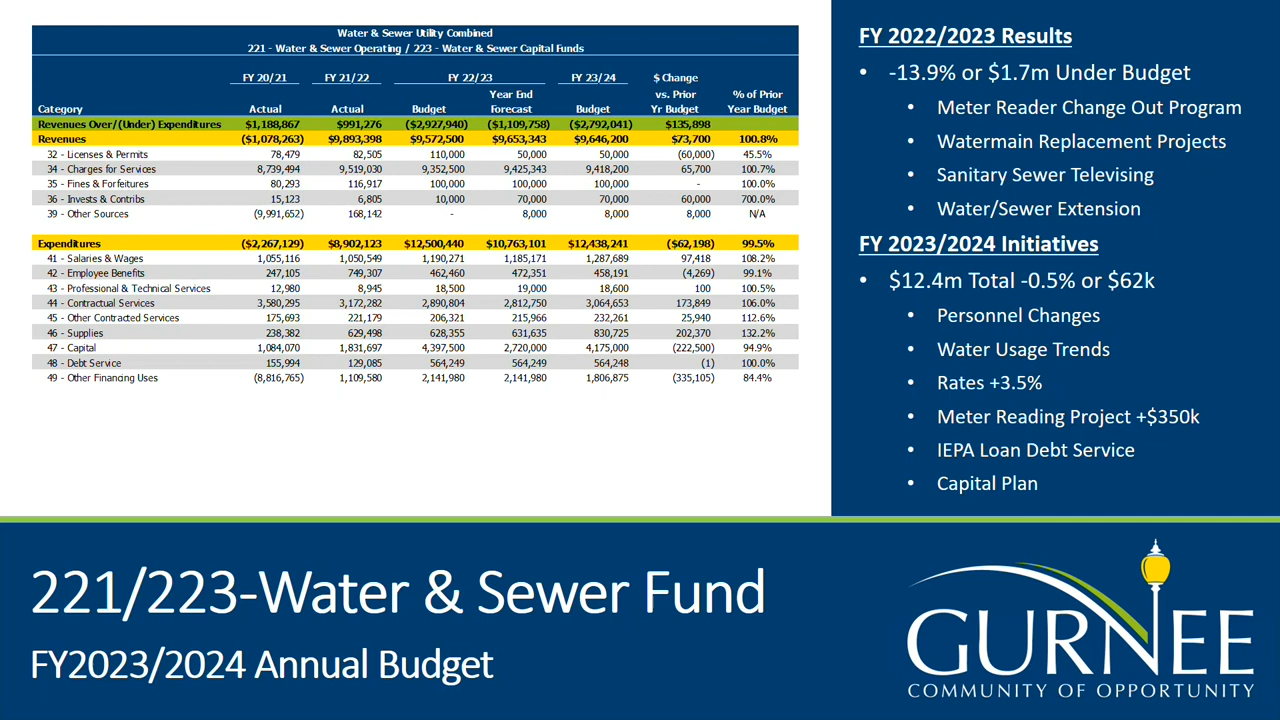 Water & Sewer Utility Combined
221 - Water & Sewer Operating / 223 - Water & Sewer Capital Funds
FY 20/21 FY 21/22 FY 22/23 FY 23/24 $ Change
Year End vs. Prior % of Prior
Category Actual Actual Budget Forecast Budget Yr Budget Year Budget
Revenues Over/(Under) Expenditures $1,188,867 $991,276 ($2,927,940) ($1,109,758) ($2,792,041) $135,898
Revenues ($1,078,263) $9,893,398 $9,572,500 $9,653,343 $9,646,200 $73,700 100.8%
32 - Licenses & Permits 78,479 82,505 110,000 50,000 50,000 (60,000) 45.5%
34 - Charges for Services 8,739,494 9,519,030 9,352,500 9,425,343 9,418,200 65,700 100.7%
35 - Fines & Forfeitures 80,293 116,917 100,000 100,000 100,000 - 100.0%
36 - Invests & Contribs 15,123 6,805 10,000 70,000 70,000 60,000 700.0%
39 - Other Sources (9,991,652) 168,142 - 8,000 8,000 8,000 N/A
Expenditures ($2,267,129) $8,902,123 $12,500,440 $10,763,101 $12,438,241 ($62,198) 99.5%
41 - Salaries & Wages 1,055,116 1,050,549 1,190,271 1,185,171 1,287,689 97,418 108.2%
42 - Employee Benefits 247,105 749,307 462,460 472,351 458,191 (4,269) 99.1%
43 - Professional & Technical Services 12,980 8,945 18,500 19,000 18,600 100 100.5%
44 - Contractual Services 3,580,295 3,172,282 2,890,804 2,812,750 3,064,653 173,849 106.0%
45 - Other Contracted Services 175,693 221,179 206,321 215,966 232,261 25,940 112.6%
46 - Supplies 238,382 629,498 628,355 631,635 830,725 202,370 132.2%
47 - Capital 1,084,070 1,831,697 4,397,500 2,720,000 4,175,000 (222,500) 94.9%
48 - Debt Service 155,994 129,085 564,249 564,249 564,248 (1) 100.0%
49 - Other Financing Uses (8,816,765) 1,109,580 2,141,980 2,141,980 1,806,875 (335,105) 84.4%
FY 2022/2023 Results
• -13.9% or $1.7m Under Budget
• Meter Reader Change Out Program
• Watermain Replacement Projects
• Sanitary Sewer Televising
• Water/Sewer Extension
FY 2023/2024 Initiatives
• $12.4m Total -0.5% or $62k
• Personnel Changes
• Water Usage Trends
• Rates +3.5%
• Meter Reading Project +$350k
• IEPA Loan Debt Service
• Capital Plan
221/223-Water & Sewer Fund
FY2023/2024 Annual Budget
GURNEE
COMMUNITY OF OPPORTUNITY